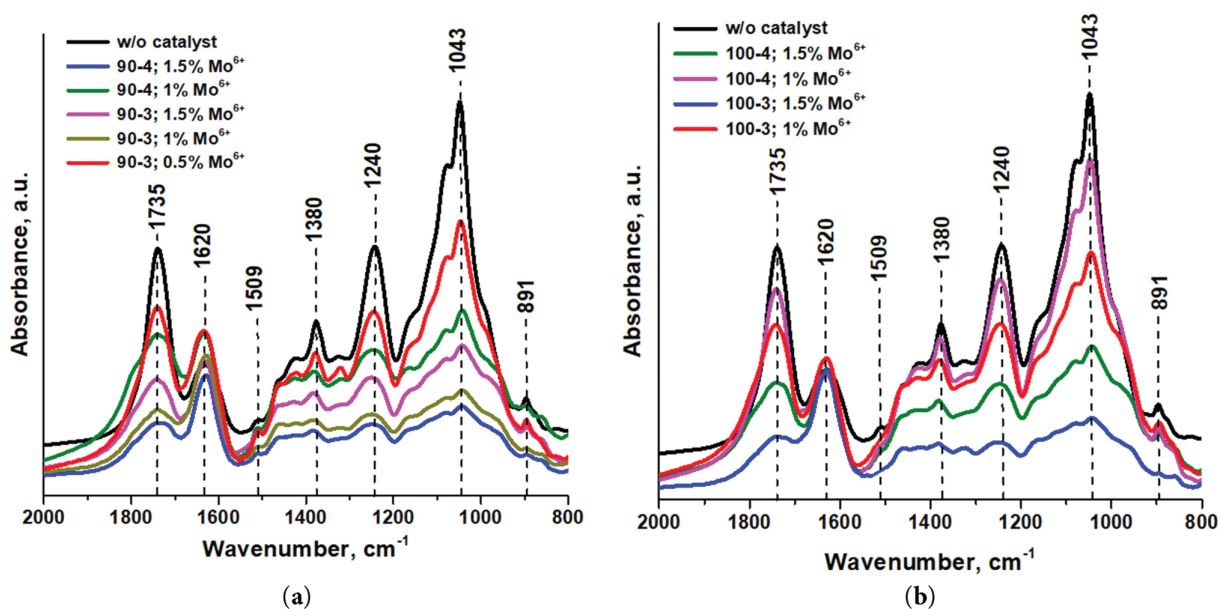 w/o catalyst
90-4; 1.5% Mo⁶⁺
90-4; 1% Mo⁶⁺
90-3; 1.5% Mo⁶⁺
90-3; 1% Mo⁶⁺
90-3; 0.5% Mo⁶⁺
1735
1620
1509
1380
1240
1043
891
Absorbance, a.u.
2000 1800 1600 1400 1200 1000 800
Wavenumber, cm⁻¹
(a)
w/o catalyst
100-4; 1.5% Mo⁶⁺
100-4; 1% Mo⁶⁺
100-3; 1.5% Mo⁶⁺
100-3; 1% Mo⁶⁺
1735
1620
1509
1380
1240
1043
891
Absorbance, a.u.
2000 1800 1600 1400 1200 1000 800
Wavenumber, cm⁻¹
(b)